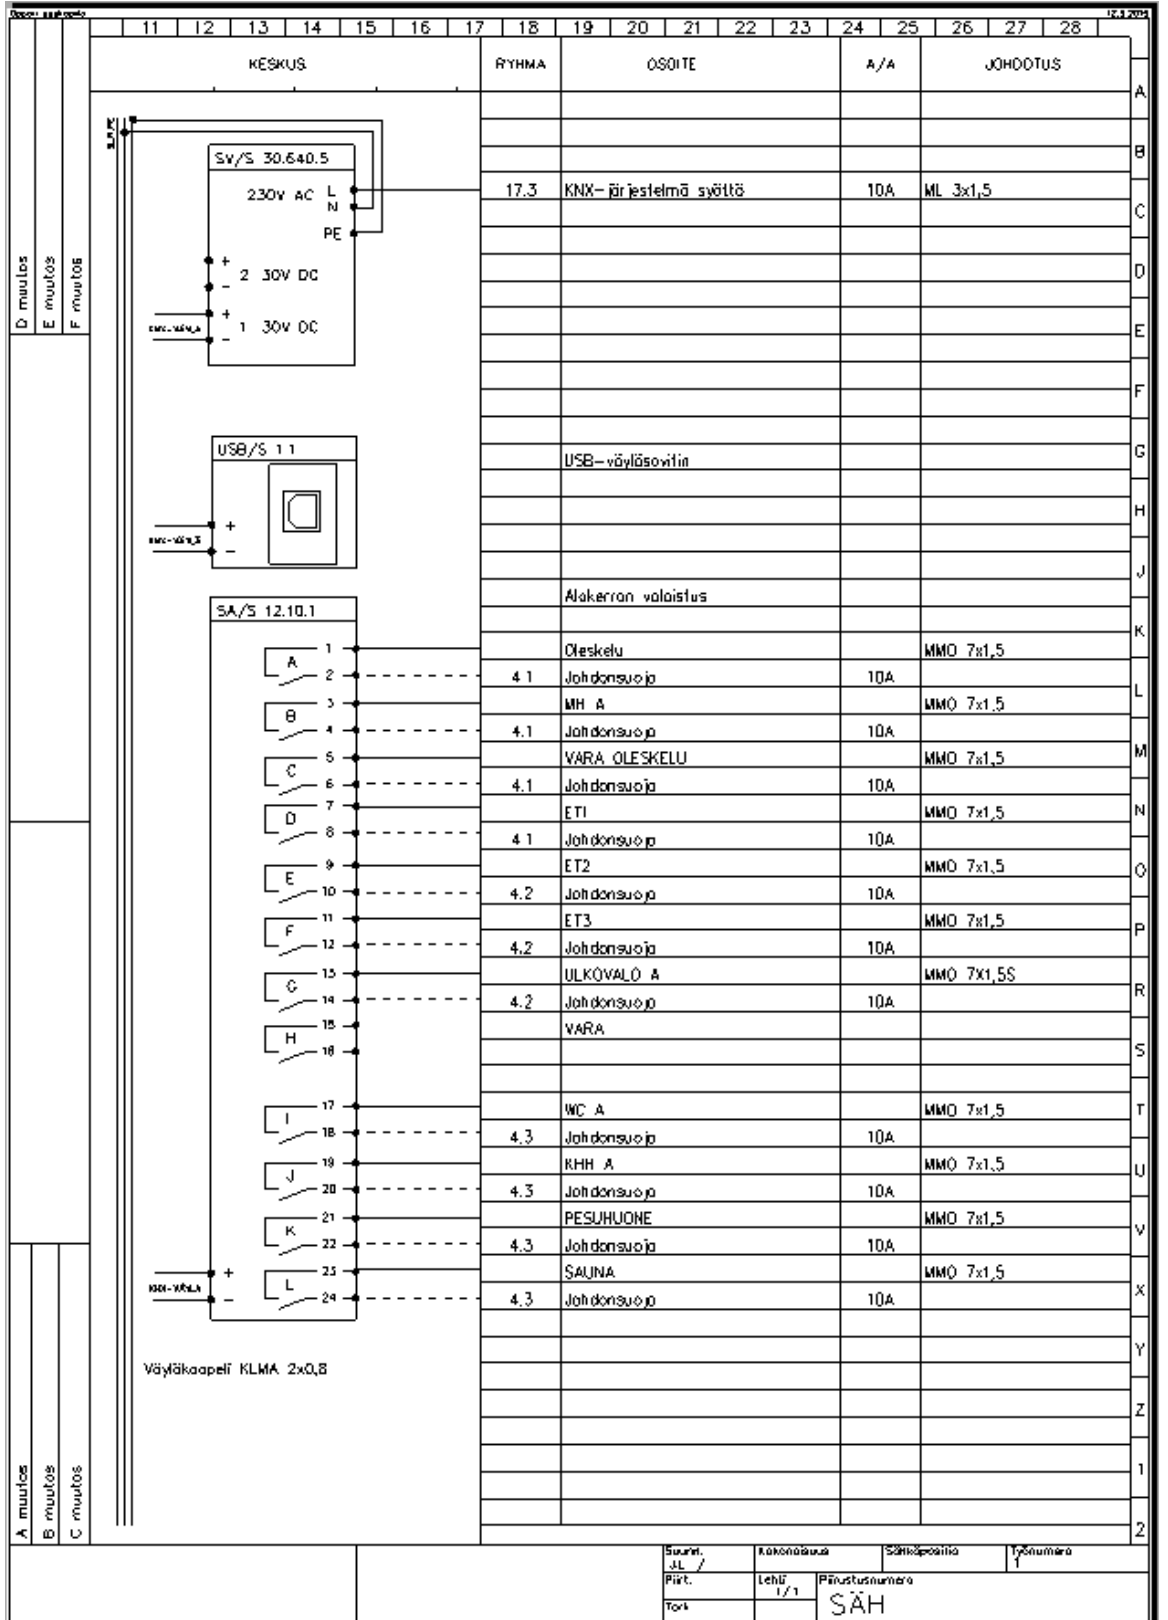 12.3.2015
11 12 13 14 15 16 17 18 19 20 21 22 23 24 25 26 27 28
KESKUS RYHMA OSOITE A/A JOHDOTUS
A
B
SV/S 30.640.5
230V AC L 17.3 KNX-järjestelmä syöttö 10A ML 3x1,5
N
C
PE
+
2 30V DC
-
D
+
1 30V DC
-
E
D muutos
E muutos
F muutos
F
USB/S 1 1
G
USB-väyläsovitin
H
+
-
J
Alakerran valaistus
SA/S 12.10.1
K
1 Oleskelu MMO 7x1,5
A
2 4 1 Johdonsuoja 10A
L
3 MH A MMO 7x1,5
B
4 4.1 Johdonsuoja 10A
M
5 VARA OLESKELU MMO 7x1,5
C
6 4.1 Johdonsuoja 10A
7 ET1 MMO 7x1,5
N
D
8 4 1 Johdonsuoja 10A
9 ET2 MMO 7x1,5
O
E
10 4.2 Johdonsuoja 10A
11 ET3 MMO 7x1,5
P
F
12 4.2 Johdonsuoja 10A
13 ULKOVALO A MMO 7X1,5S
G
R
14 4.2 Johdonsuoja 10A
15 VARA
H
16
S
17 WC A MMO 7x1,5
T
I
18 4.3 Johdonsuoja 10A
19 KHH A MMO 7x1,5
U
J
20 4.3 Johdonsuoja 10A
21 PESUHUONE MMO 7x1,5
V
K
22 4.3 Johdonsuoja 10A
+ 23 SAUNA MMO 7x1,5
L
X
- 24 4.3 Johdonsuoja 10A
Y
Väyläkaapeli KLMA 2x0,8
Z
1
A muutos
B muutos
C muutos
2
Suunn. Kokonaisuus Sähköpositio Työnumero
JL / 1
Piirt. Lehti Piirustusnumero
1/1 SÄH
Tark